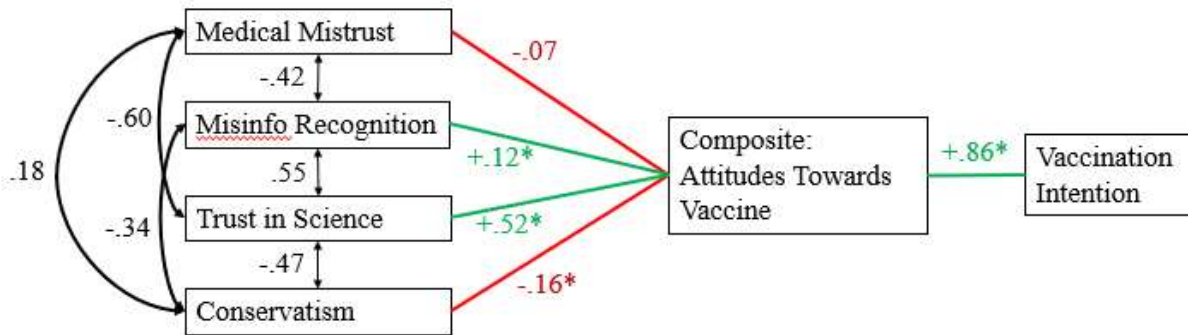 Medical Mistrust
-.07
-.42
Misinfo Recognition
-.60
+.12*
Composite:
Attitudes Towards
Vaccine
+.86*
Vaccination
Intention
.18
.55
Trust in Science
+.52*
-.34
-.47
-.16*
Conservatism